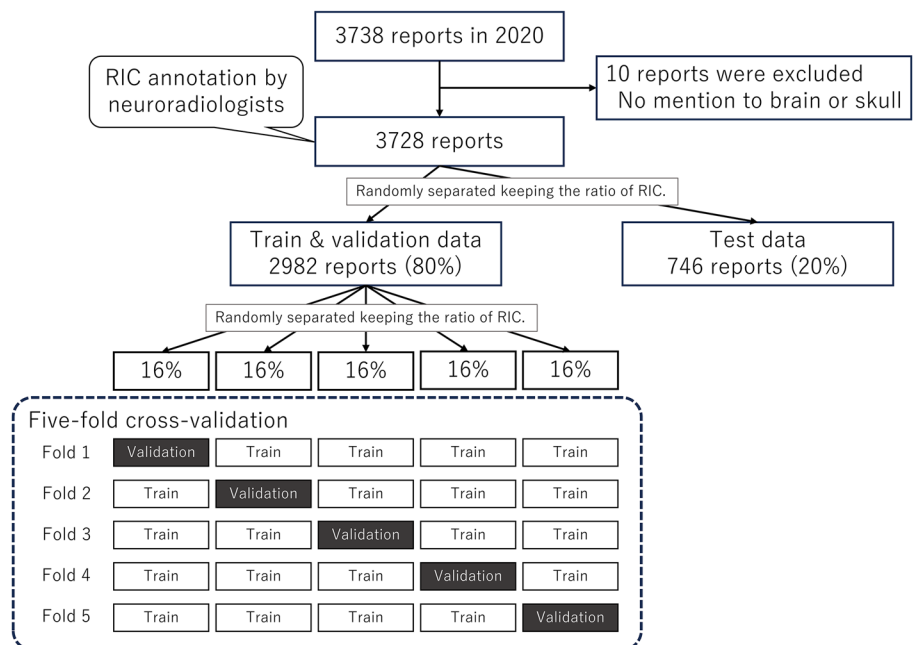 3738 reports in 2020
RIC annotation by
neuroradiologists
10 reports were excluded
No mention to brain or skull
3728 reports
Randomly separated keeping the ratio of RIC.
Train & validation data
2982 reports (80%)
Test data
746 reports (20%)
Randomly separated keeping the ratio of RIC.
16% 16% 16% 16% 16%
Five-fold cross-validation
Fold 1 Validation Train Train Train Train
Fold 2 Train Validation Train Train Train
Fold 3 Train Train Validation Train Train
Fold 4 Train Train Train Validation Train
Fold 5 Train Train Train Train Validation